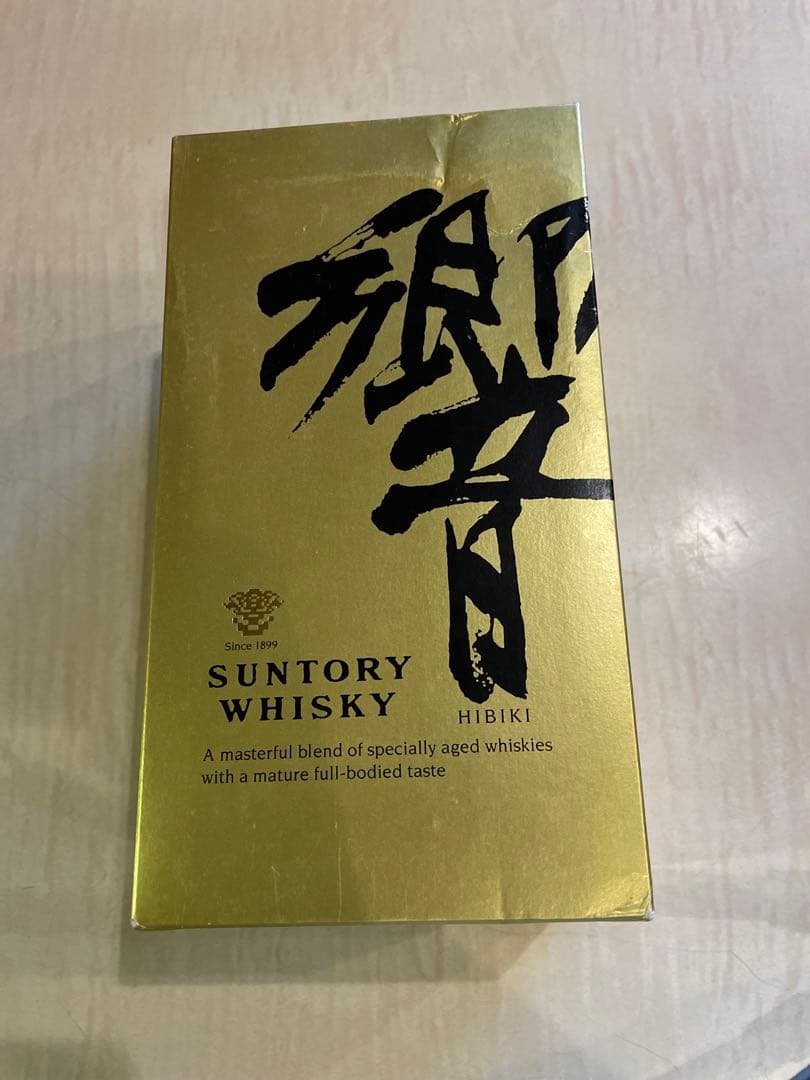 響
Since 1899
SUNTORY
WHISKY
HIBIKI
A masterful blend of specially aged whiskies
with a mature full-bodied taste